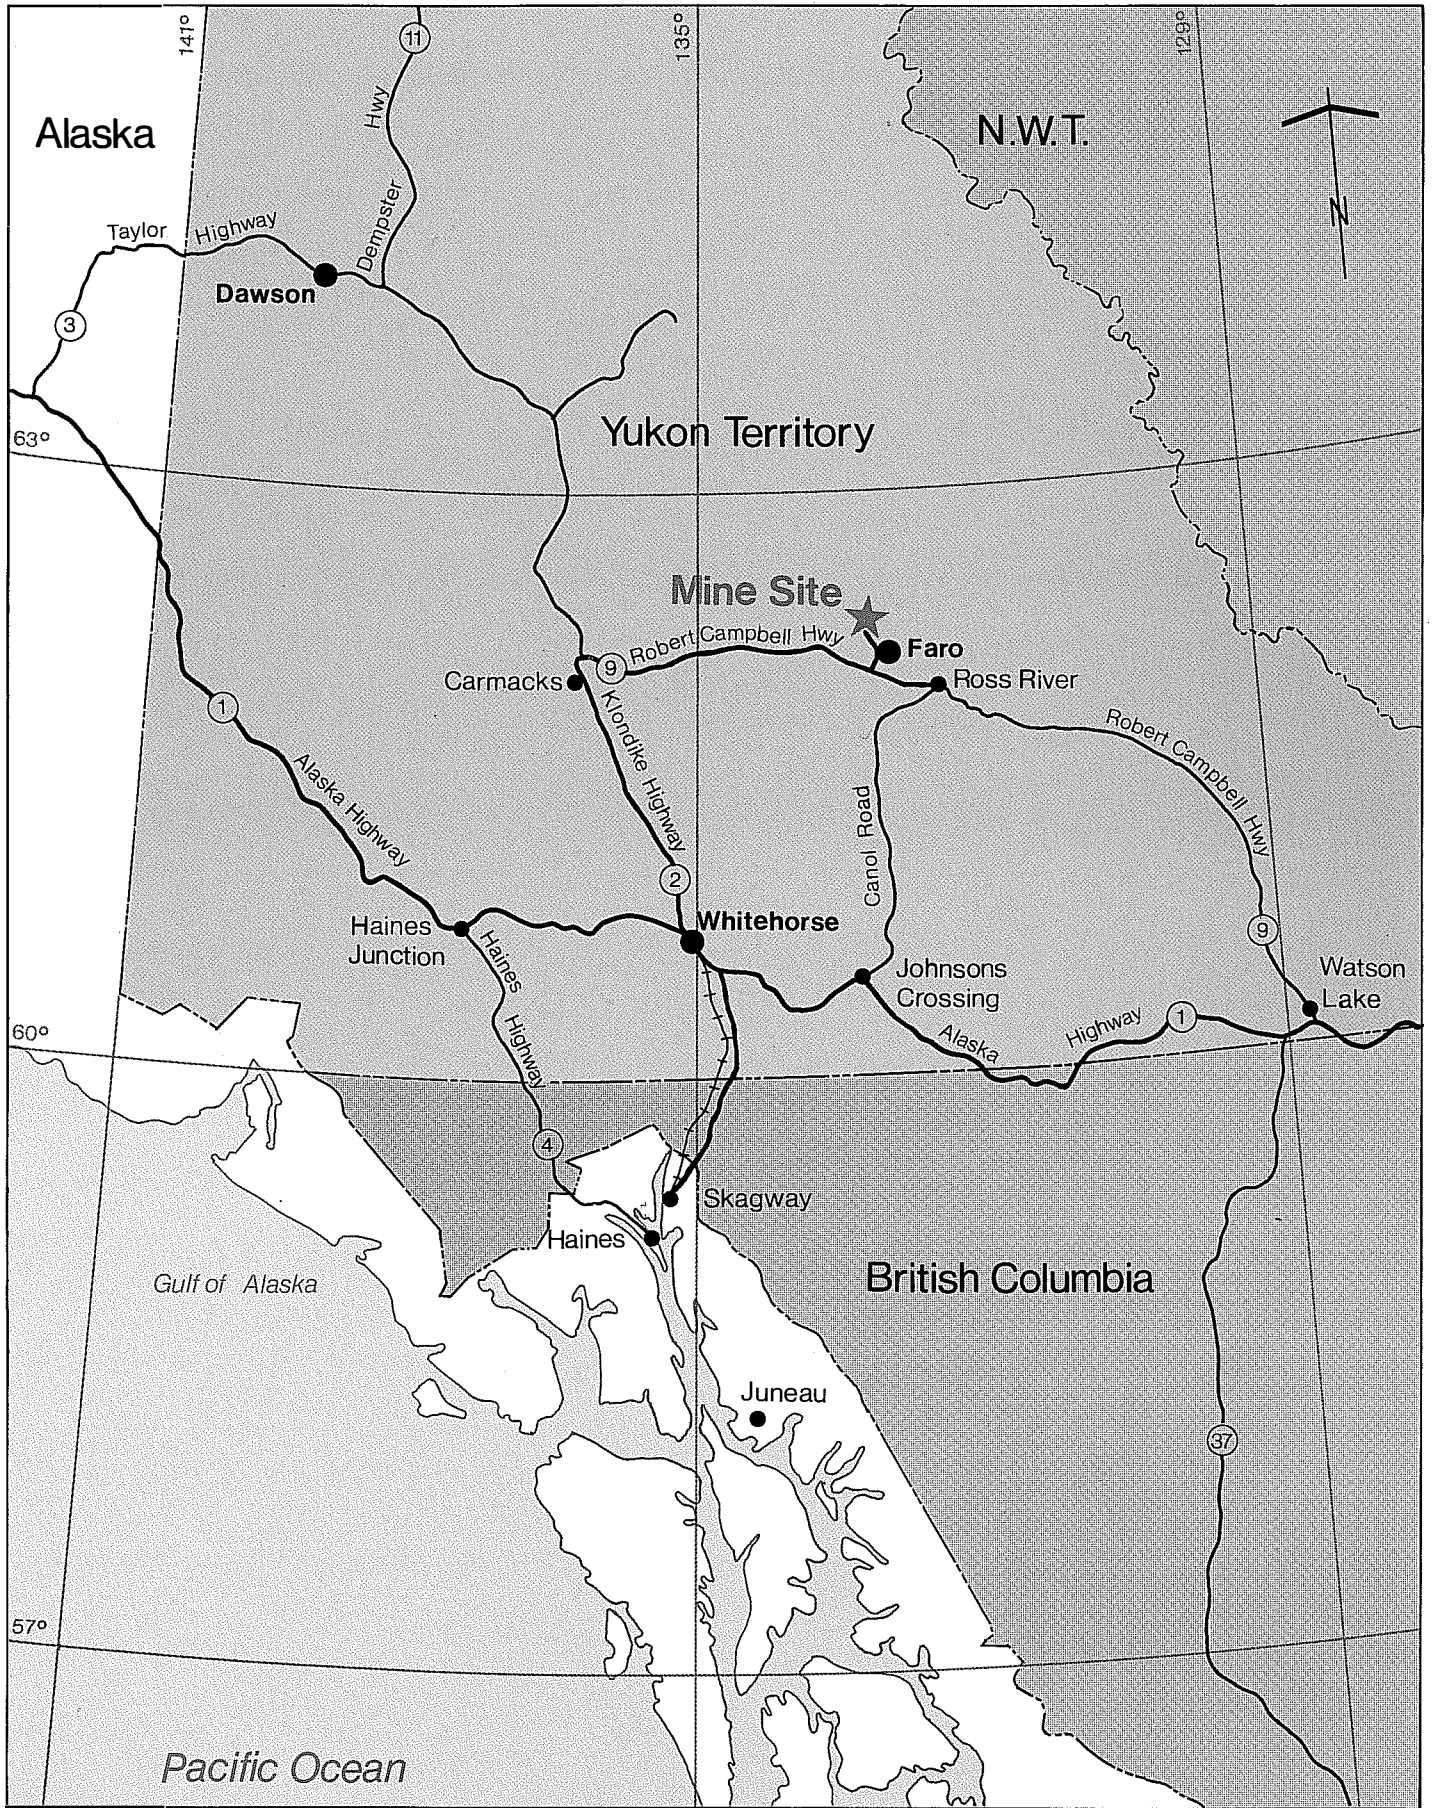 141°
11
135°
129°
Hwy
Alaska
N.W.T.
N
Dempster
Taylor Highway
Dawson
3
63°
Yukon Territory
Mine Site
Robert Campbell Hwy
Faro
9
Carmacks
Ross River
1
Klondike Highway
Robert Campbell Hwy
Alaska Highway
Canol Road
2
Whitehorse
Haines
Junction
9
Haines Highway
Johnsons
Crossing
Watson
Lake
60°
Alaska Highway
1
4
Skagway
Haines
British Columbia
Gulf of Alaska
Juneau
37
57°
Pacific Ocean